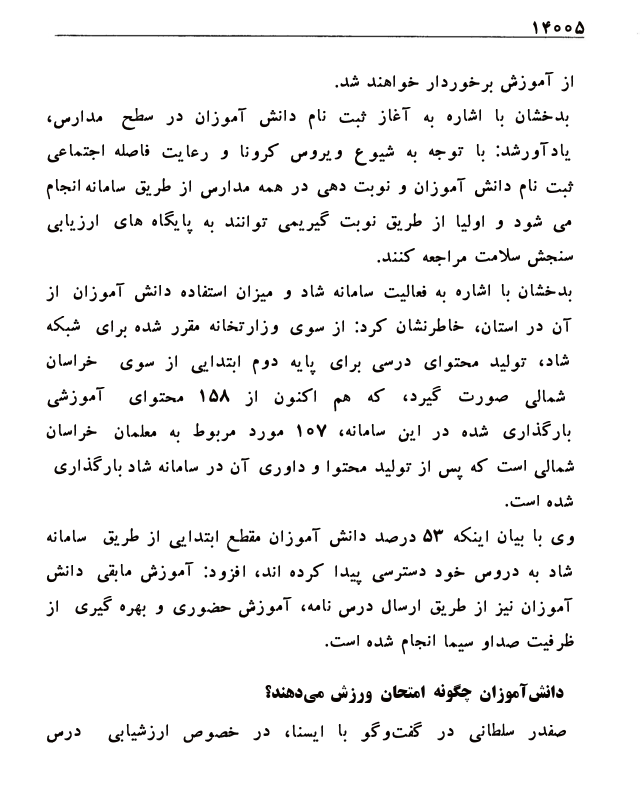 ۱۴۰۰۵
از آموزش برخوردار خواهند شد.
بدخشان با اشاره به آغاز ثبت نام دانش آموزان در سطح مدارس،
یادآورشد: با توجه به شیوع ویروس کرونا و رعایت فاصله اجتماعی
ثبت نام دانش آموزان و نوبت دهی در همه مدارس از طریق سامانه انجام
می شود و اولیا از طریق نوبت گیریمی توانند به پایگاه های ارزیابی
سنجش سلامت مراجعه کنند.
بدخشان با اشاره به فعالیت سامانه شاد و میزان استفاده دانش آموزان از
آن در استان، خاطرنشان کرد: از سوی وزارتخانه مقرر شده برای شبکه
شاد، تولید محتوای درسی برای پایه دوم ابتدایی از سوی خراسان
شمالی صورت گیرد، که هم اکنون از ۱۵۸ محتوای آموزشی
بارگذاری شده در این سامانه، ۱۰۷ مورد مربوط به معلمان خراسان
شمالی است که پس از تولید محتوا و داوری آن در سامانه شاد بارگذاری
شده است.
وی با بیان اینکه ۵۳ درصد دانش آموزان مقطع ابتدایی از طریق سامانه
شاد به دروس خود دسترسی پیدا کرده اند، افزود: آموزش مابقی دانش
آموزان نیز از طریق ارسال درس نامه، آموزش حضوری و بهره گیری از
ظرفیت صداو سیما انجام شده است.
دانش‌آموزان چگونه امتحان ورزش می‌دهند؟
صفدر سلطانی در گفت‌وگو با ایسنا، در خصوص ارزشیابی درس